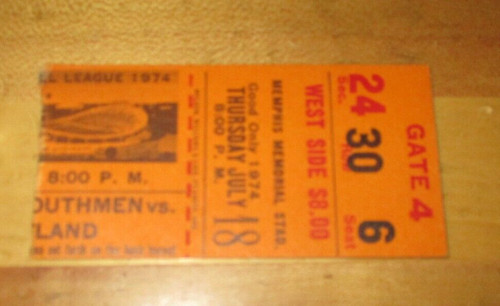 LL LEAGUE 1974
8:00 P. M.
OUTHMEN vs.
LAND
Good Only 1974
THURSDAY JULY 18
8:00 P. M.
MEMPHIS MEMORIAL STAD.
WEST SIDE $8.00
24 30 6
Sec. Row Seat
GATE 4